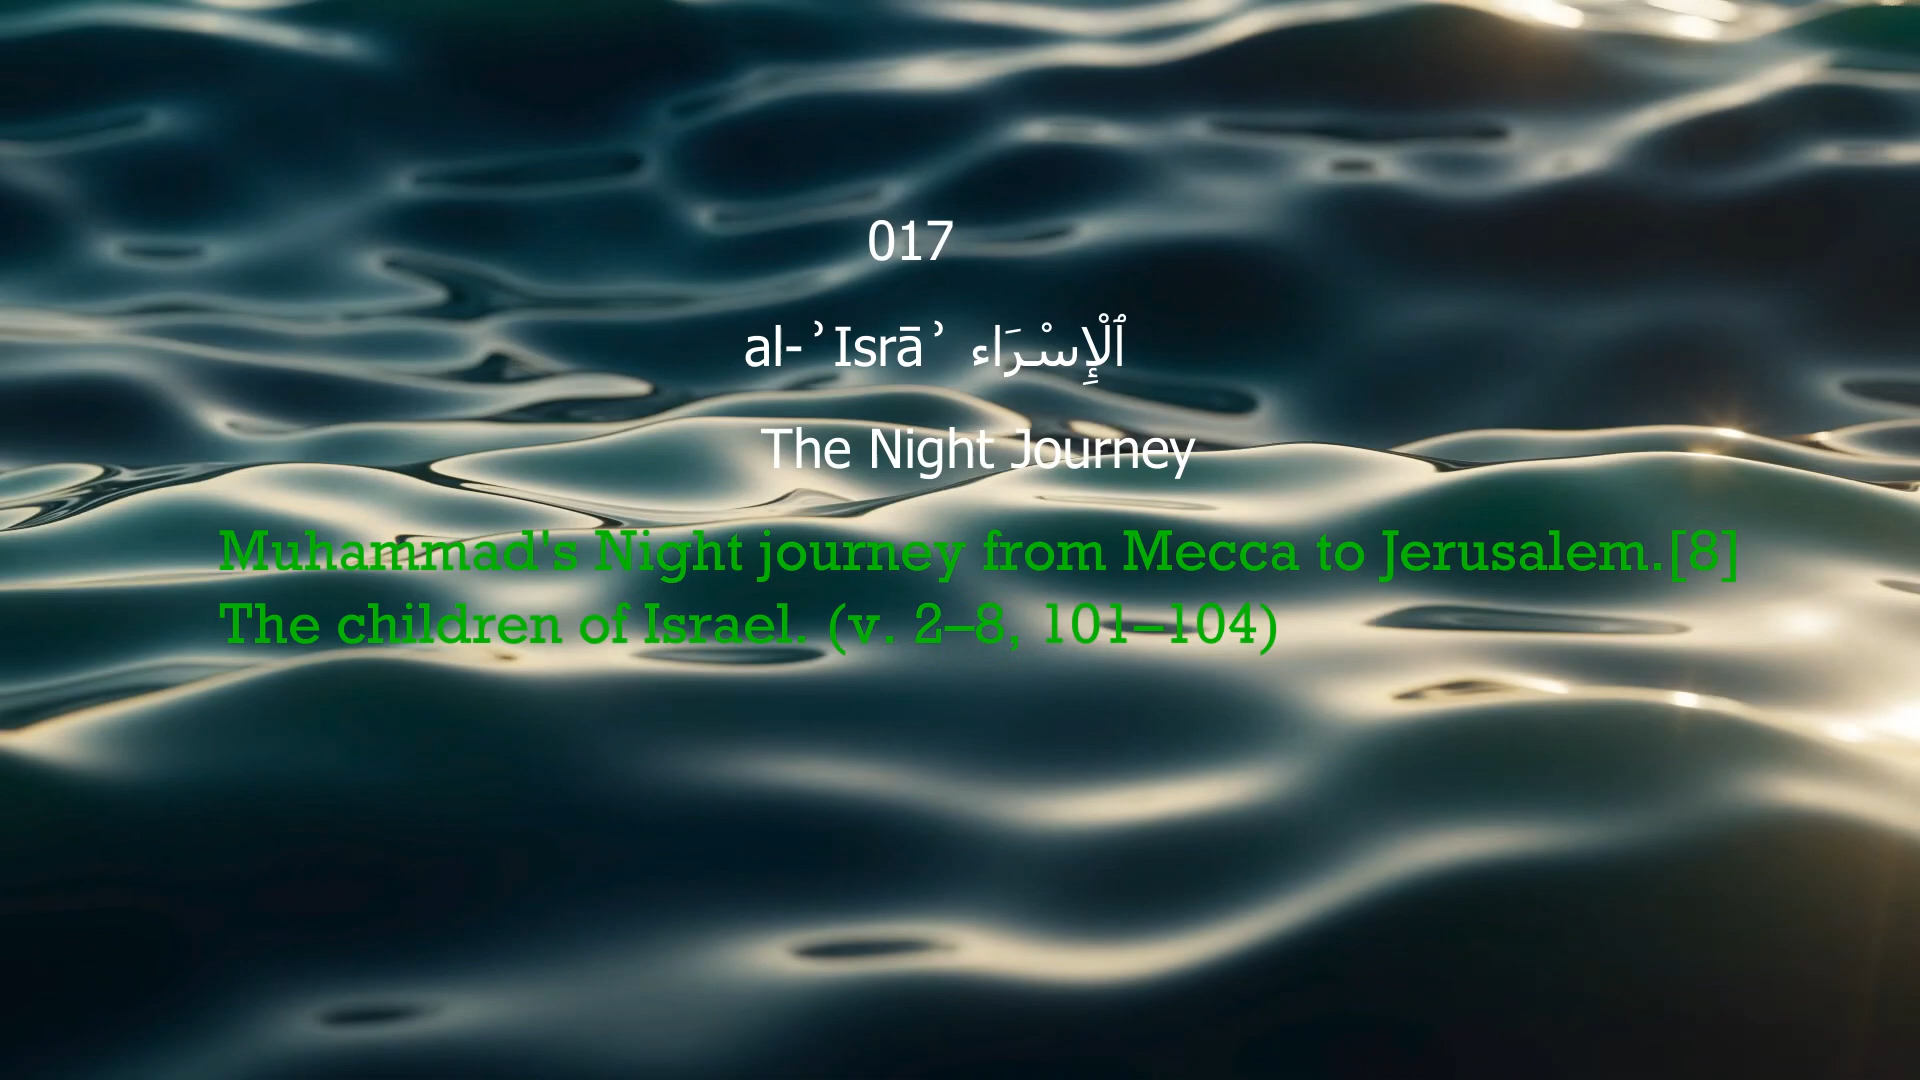 017
al-ʾIsrāʾ ٱلْإِسْـرَاء
The Night Journey
Muhammad's Night journey from Mecca to Jerusalem.[8]
The children of Israel. (v. 2–8, 101–104)